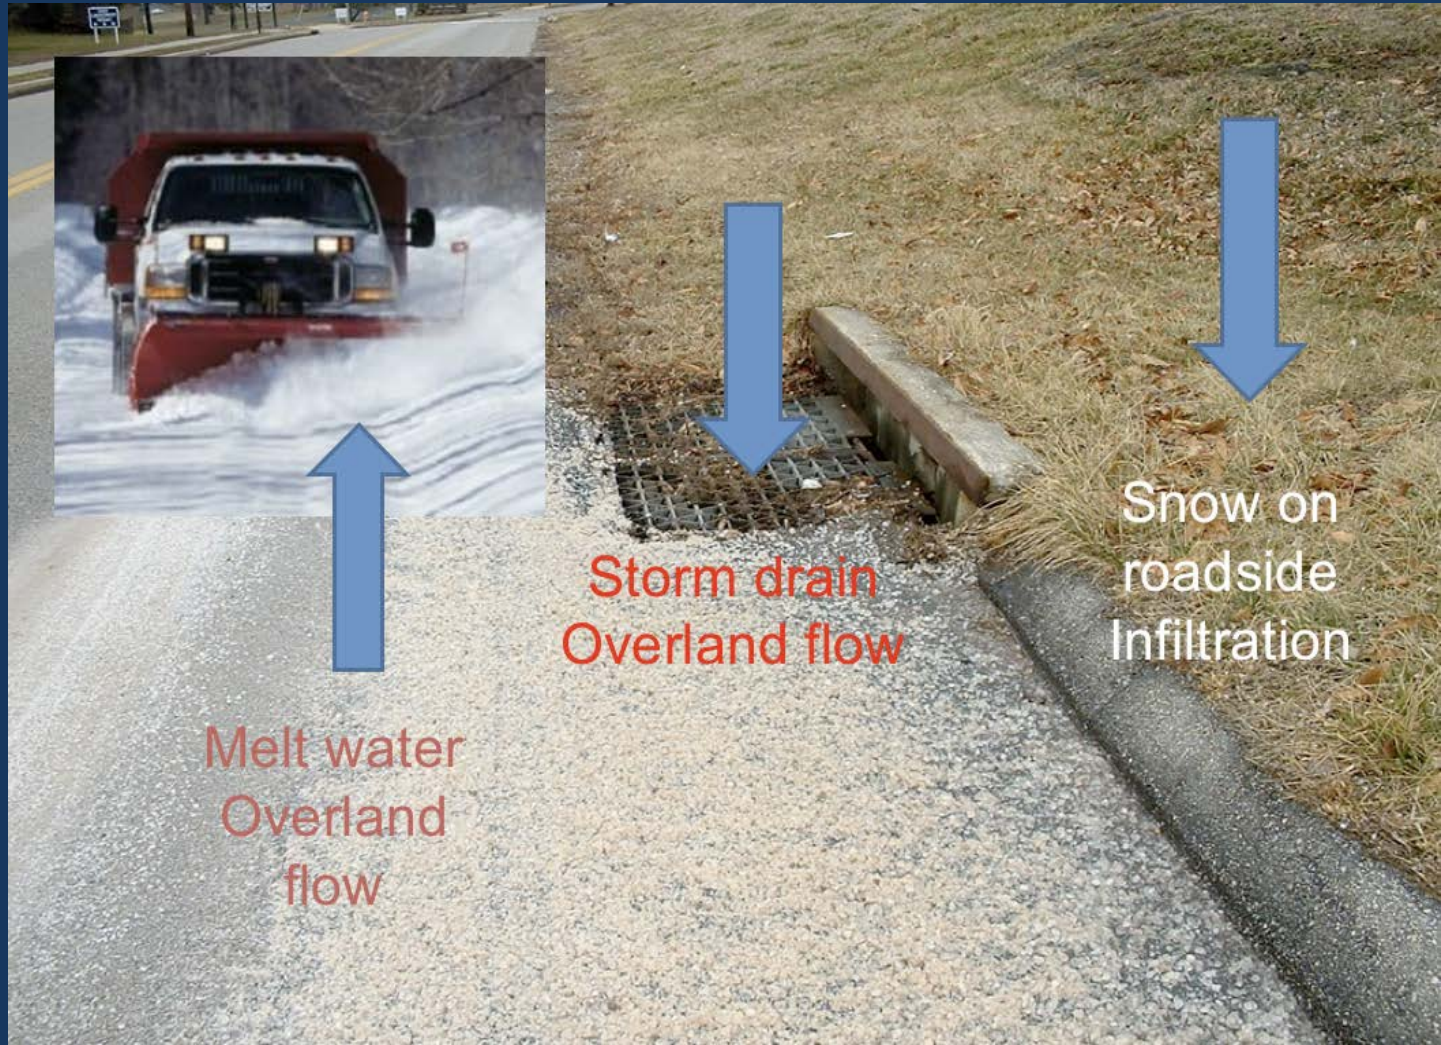 Melt water
Overland
flow
Storm drain
Overland flow
Snow on
roadside
Infiltration